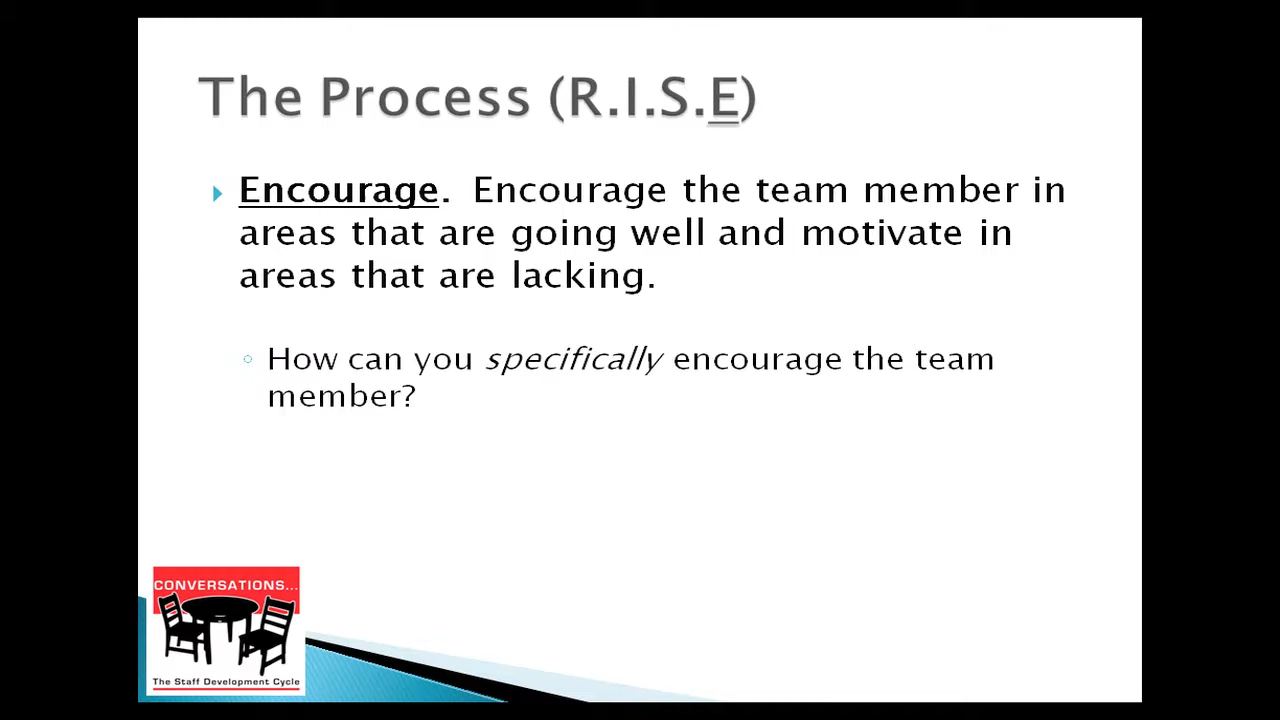 The Process (R.I.S.E)
Encourage. Encourage the team member in
areas that are going well and motivate in
areas that are lacking.
How can you specifically encourage the team
member?
CONVERSATIONS...
The Staff Development Cycle